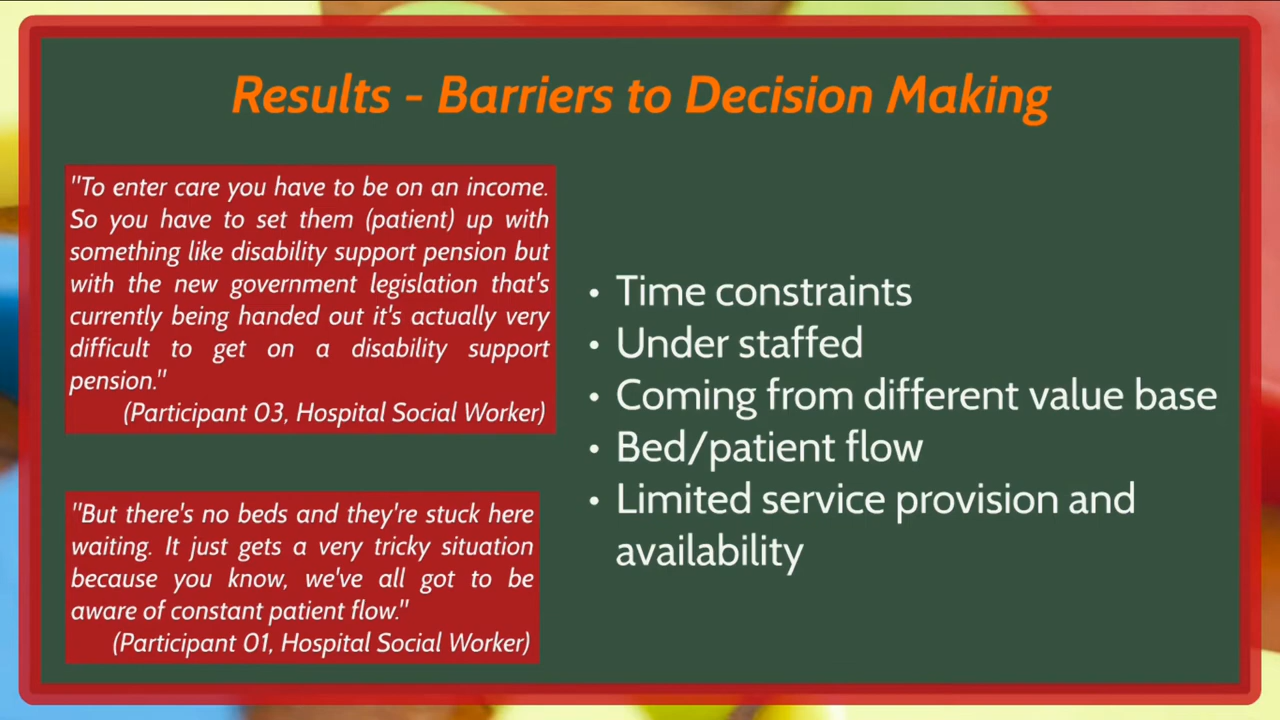 Results - Barriers to Decision Making
"To enter care you have to be on an income.
So you have to set them (patient) up with
something like disability support pension but
with the new government legislation that's
currently being handed out it's actually very
difficult to get on a disability support
pension."
(Participant 03, Hospital Social Worker)
"But there's no beds and they're stuck here
waiting. It just gets a very tricky situation
because you know, we've all got to be
aware of constant patient flow."
(Participant 01, Hospital Social Worker)
• Time constraints
• Under staffed
• Coming from different value base
• Bed/patient flow
• Limited service provision and
availability